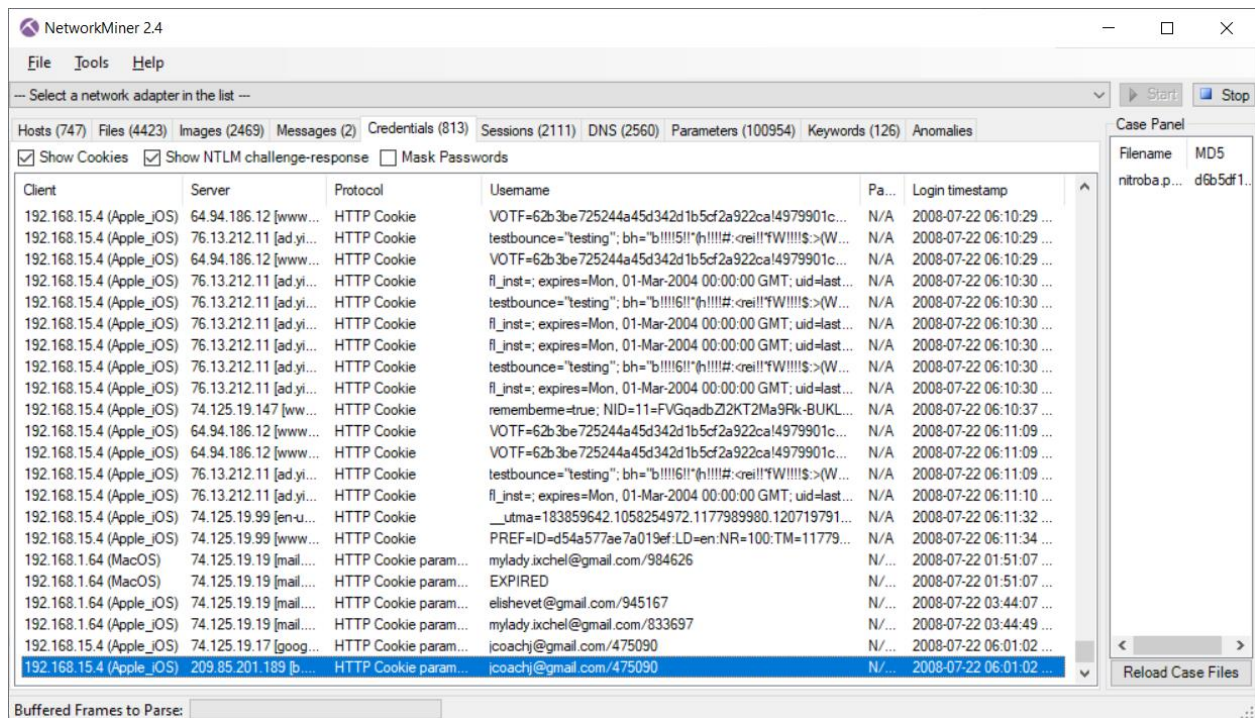 NetworkMiner 2.4
File Tools Help
--- Select a network adapter in the list ---
Start Stop
Hosts (747) Files (4423) Images (2469) Messages (2) Credentials (813) Sessions (2111) DNS (2560) Parameters (100954) Keywords (126) Anomalies
Case Panel
Show Cookies Show NTLM challenge-response Mask Passwords
Filename MD5
nitroba.p... d6b5df1...
Client Server Protocol Username Pa... Login timestamp
192.168.15.4 (Apple_iOS) 64.94.186.12 [www... HTTP Cookie VOTF=62b3be725244a45d342d1b5cf2a922ca!4979901c... N/A 2008-07-22 06:10:29 ...
192.168.15.4 (Apple_iOS) 76.13.212.11 [ad.yi... HTTP Cookie testbounce="testing"; bh="b!!!!5!!*(h!!!!#:<rei!!*fW!!!!$:>(W... N/A 2008-07-22 06:10:29 ...
192.168.15.4 (Apple_iOS) 64.94.186.12 [www... HTTP Cookie VOTF=62b3be725244a45d342d1b5cf2a922ca!4979901c... N/A 2008-07-22 06:10:29 ...
192.168.15.4 (Apple_iOS) 76.13.212.11 [ad.yi... HTTP Cookie fl_inst=; expires=Mon, 01-Mar-2004 00:00:00 GMT; uid=last... N/A 2008-07-22 06:10:30 ...
192.168.15.4 (Apple_iOS) 76.13.212.11 [ad.yi... HTTP Cookie testbounce="testing"; bh="b!!!!6!!*(h!!!!#:<rei!!*fW!!!!$:>(W... N/A 2008-07-22 06:10:30 ...
192.168.15.4 (Apple_iOS) 76.13.212.11 [ad.yi... HTTP Cookie fl_inst=; expires=Mon, 01-Mar-2004 00:00:00 GMT; uid=last... N/A 2008-07-22 06:10:30 ...
192.168.15.4 (Apple_iOS) 76.13.212.11 [ad.yi... HTTP Cookie fl_inst=; expires=Mon, 01-Mar-2004 00:00:00 GMT; uid=last... N/A 2008-07-22 06:10:30 ...
192.168.15.4 (Apple_iOS) 76.13.212.11 [ad.yi... HTTP Cookie testbounce="testing"; bh="b!!!!6!!*(h!!!!#:<rei!!*fW!!!!$:>(W... N/A 2008-07-22 06:10:30 ...
192.168.15.4 (Apple_iOS) 76.13.212.11 [ad.yi... HTTP Cookie fl_inst=; expires=Mon, 01-Mar-2004 00:00:00 GMT; uid=last... N/A 2008-07-22 06:10:30 ...
192.168.15.4 (Apple_iOS) 74.125.19.147 [ww... HTTP Cookie rememberme=true; NID=11=FVGqadbZl2KT2Ma9Rk-BUKL... N/A 2008-07-22 06:10:37 ...
192.168.15.4 (Apple_iOS) 64.94.186.12 [www... HTTP Cookie VOTF=62b3be725244a45d342d1b5cf2a922ca!4979901c... N/A 2008-07-22 06:11:09 ...
192.168.15.4 (Apple_iOS) 64.94.186.12 [www... HTTP Cookie VOTF=62b3be725244a45d342d1b5cf2a922ca!4979901c... N/A 2008-07-22 06:11:09 ...
192.168.15.4 (Apple_iOS) 76.13.212.11 [ad.yi... HTTP Cookie testbounce="testing"; bh="b!!!!6!!*(h!!!!#:<rei!!*fW!!!!$:>(W... N/A 2008-07-22 06:11:09 ...
192.168.15.4 (Apple_iOS) 76.13.212.11 [ad.yi... HTTP Cookie fl_inst=; expires=Mon, 01-Mar-2004 00:00:00 GMT; uid=last... N/A 2008-07-22 06:11:10 ...
192.168.15.4 (Apple_iOS) 74.125.19.99 [en-u... HTTP Cookie __utma=183859642.1058254972.1177989980.120719791... N/A 2008-07-22 06:11:32 ...
192.168.15.4 (Apple_iOS) 74.125.19.99 [www... HTTP Cookie PREF=ID=d54a577ae7a019ef:LD=en:NR=100:TM=11779... N/A 2008-07-22 06:11:34 ...
192.168.1.64 (MacOS) 74.125.19.19 [mail.... HTTP Cookie param... mylady.ixchel@gmail.com/984626 N/... 2008-07-22 01:51:07 ...
192.168.1.64 (MacOS) 74.125.19.19 [mail.... HTTP Cookie param... EXPIRED N/... 2008-07-22 01:51:07 ...
192.168.1.64 (Apple_iOS) 74.125.19.19 [mail.... HTTP Cookie param... elishevet@gmail.com/945167 N/... 2008-07-22 03:44:07 ...
192.168.1.64 (Apple_iOS) 74.125.19.19 [mail.... HTTP Cookie param... mylady.ixchel@gmail.com/833697 N/... 2008-07-22 03:44:49 ...
192.168.15.4 (Apple_iOS) 74.125.19.17 [goog... HTTP Cookie param... jcoachj@gmail.com/475090 N/... 2008-07-22 06:01:02 ...
192.168.15.4 (Apple_iOS) 209.85.201.189 [b.... HTTP Cookie param... jcoachj@gmail.com/475090 N/... 2008-07-22 06:01:02 ...
Reload Case Files
Buffered Frames to Parse: